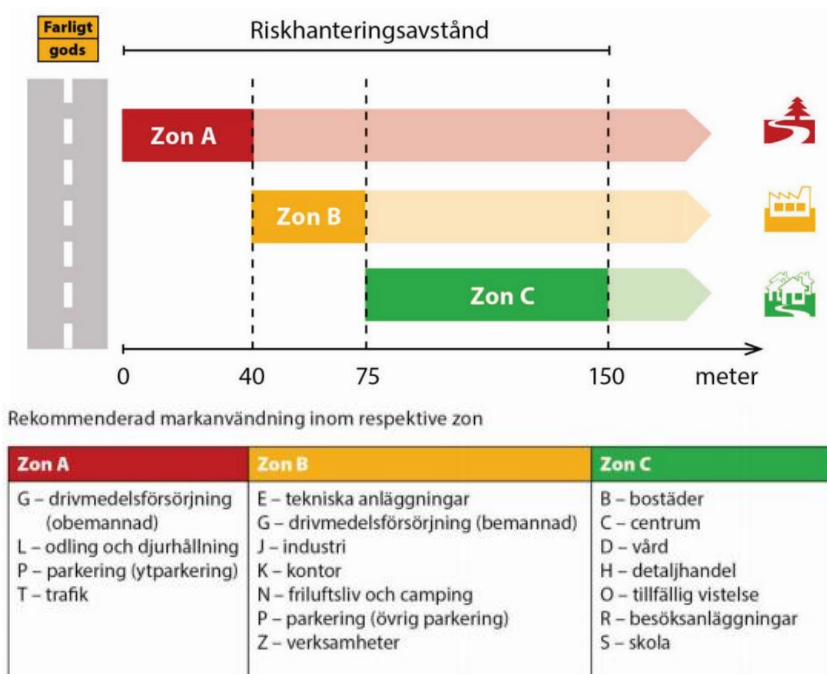 Farligt
gods
Riskhanteringsavstånd
Zon A
Zon B
Zon C
0 40 75 150 meter
Rekommenderad markanvändning inom respektive zon
Zon A
G – drivmedelsförsörjning
(obemannad)
L – odling och djurhållning
P – parkering (ytparkering)
T – trafik
Zon B
E – tekniska anläggningar
G – drivmedelsförsörjning (bemannad)
J – industri
K – kontor
N – friluftsliv och camping
P – parkering (övrig parkering)
Z – verksamheter
Zon C
B – bostäder
C – centrum
D – vård
H – detaljhandel
O – tillfällig vistelse
R – besöksanläggningar
S – skola